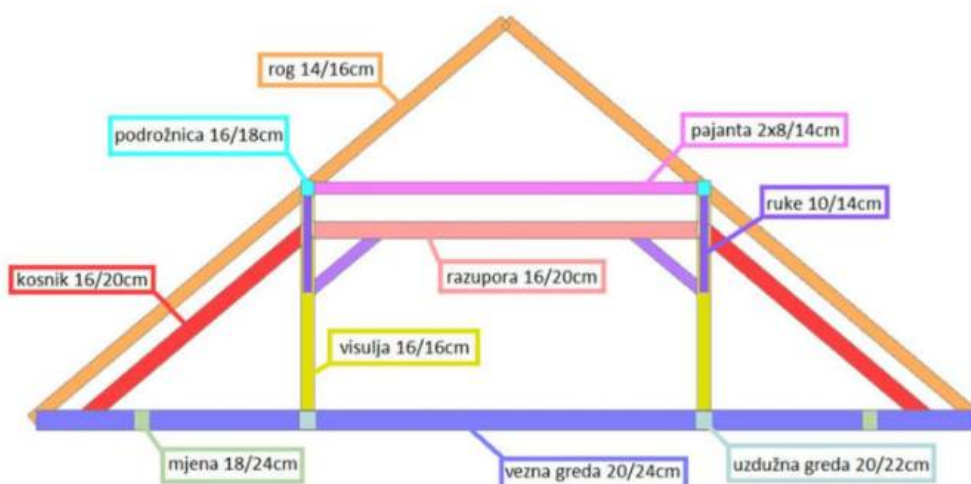 rog 14/16cm
podrožnica 16/18cm
pajanta 2x8/14cm
ruke 10/14cm
kosnik 16/20cm
razupora 16/20cm
visulja 16/16cm
mjena 18/24cm
vezna greda 20/24cm
uzdužna greda 20/22cm